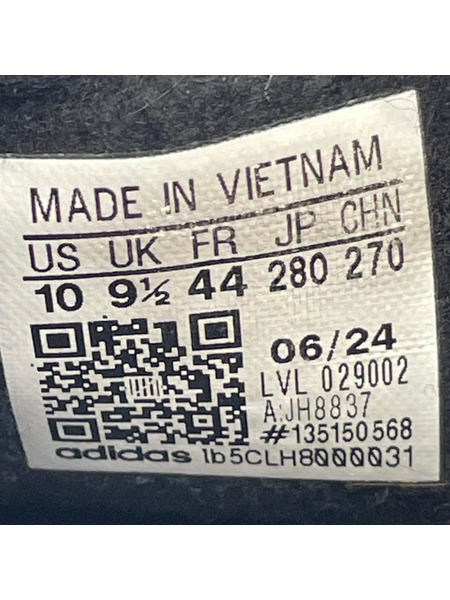 MADE IN VIETNAM
US UK FR JP CHN
10 9½ 44 280 270
06/24
LVL 029002
A:JH8837
#135150568
adidas 1b5CLH8000031